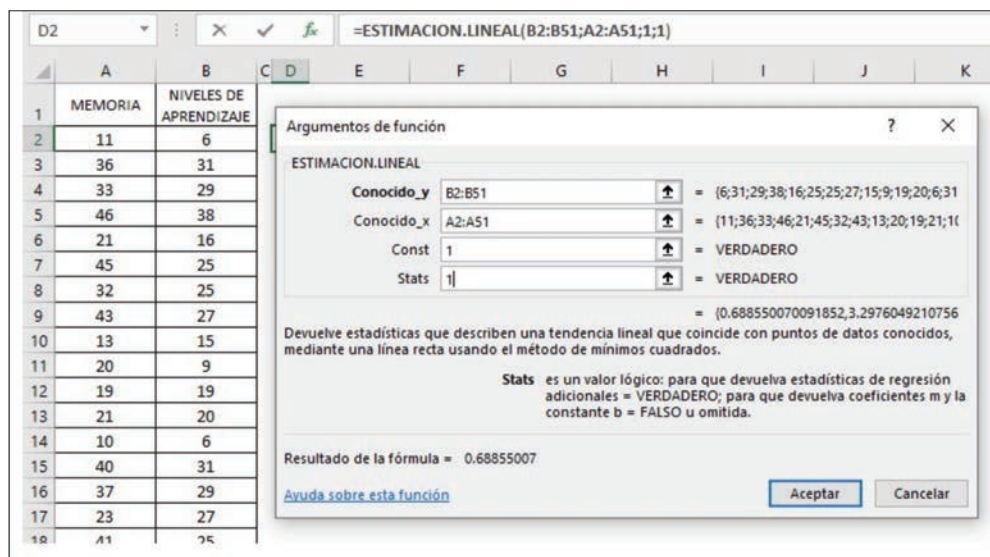 D2 =ESTIMACION.LINEAL(B2:B51;A2:A51;1;1)
A B C D E F G H I J K
1 MEMORIA NIVELES DE APRENDIZAJE
2 11 6
3 36 31
4 33 29
5 46 38
6 21 16
7 45 25
8 32 25
9 43 27
10 13 15
11 20 9
12 19 19
13 21 20
14 10 6
15 40 31
16 37 29
17 23 27
18 41 25
Argumentos de función ? X
ESTIMACION.LINEAL
Conocido_y B2:B51 = {6;31;29;38;16;25;25;27;15;9;19;20;6;31
Conocido_x A2:A51 = {11;36;33;46;21;45;32;43;13;20;19;21;1(
Const 1 = VERDADERO
Stats 1 = VERDADERO
= {0.688550070091852,3.2976049210756
Devuelve estadísticas que describen una tendencia lineal que coincide con puntos de datos conocidos,
mediante una línea recta usando el método de mínimos cuadrados.
Stats es un valor lógico: para que devuelva estadísticas de regresión
adicionales = VERDADERO; para que devuelva coeficientes m y la
constante b = FALSO u omitida.
Resultado de la fórmula = 0.68855007
Ayuda sobre esta función
Aceptar Cancelar